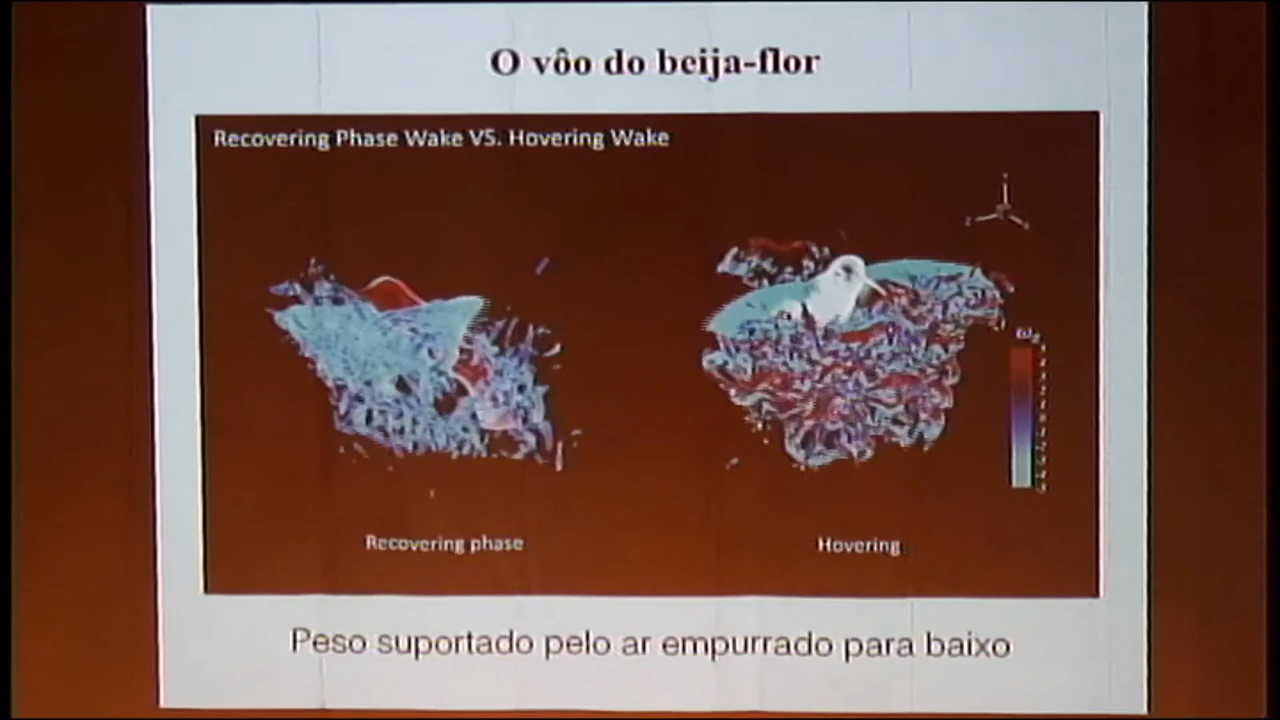 O vôo do beija-flor
Recovering Phase Wake VS. Hovering Wake
Recovering phase
Hovering
Peso suportado pelo ar empurrado para baixo